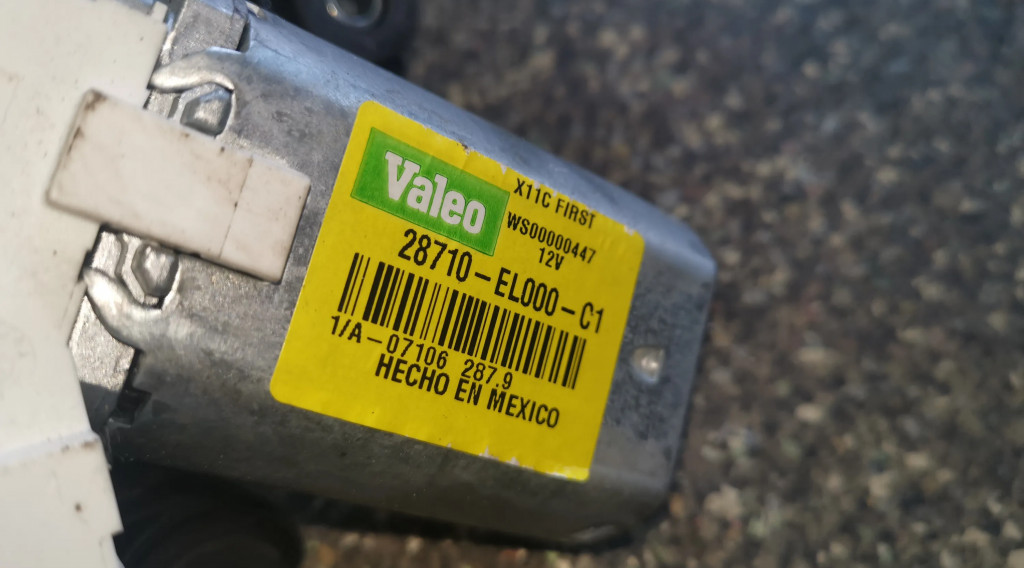 Valeo
X11C FIRST
WS00000447
12V
28710-EL000-C1
1/A-07106 287.9
HECHO EN MEXICO